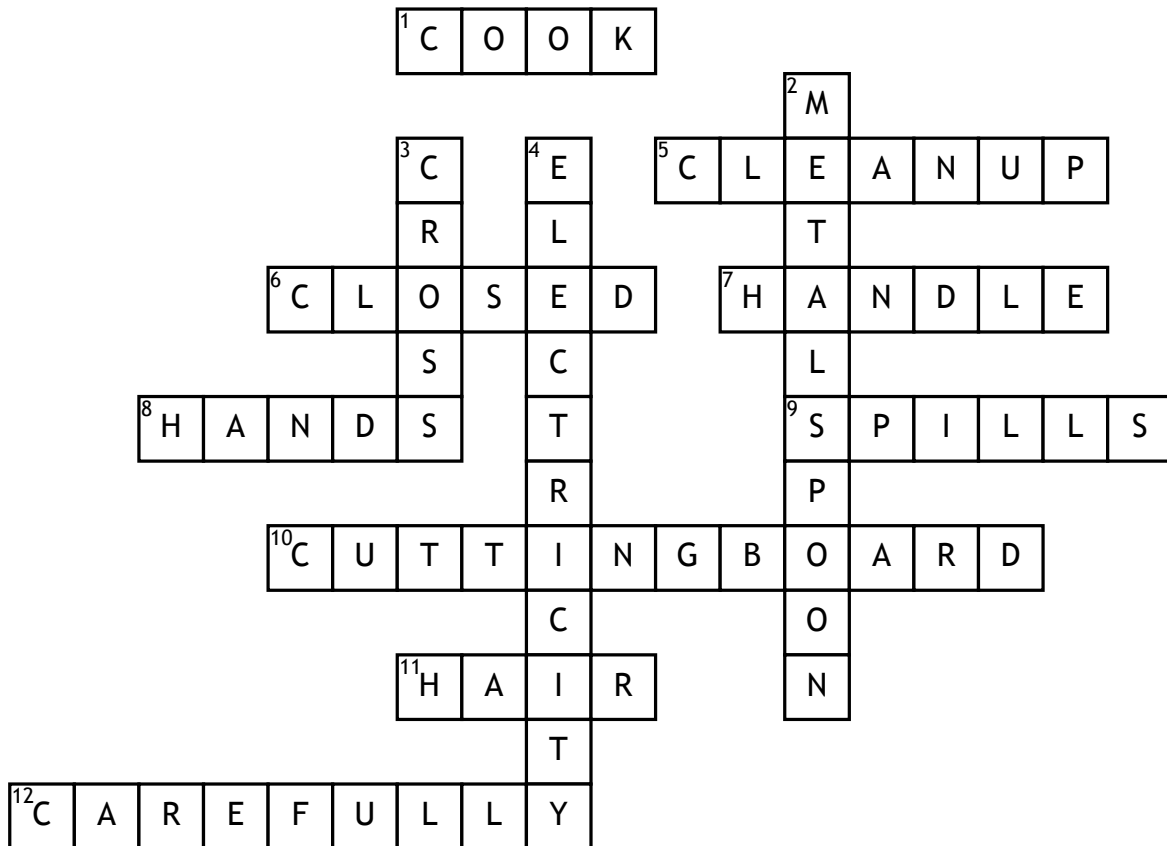 1 C O O K
2 M
3 C 4 E 5 C L E A N U P
R L T
6 C L O S E D 7 H A N D L E
S C L
8 H A N D S T 9 S P I L L S
R P
10 C U T T I N G B O A R D
C O
11 H A I R N
T
12 C A R E F U L L Y